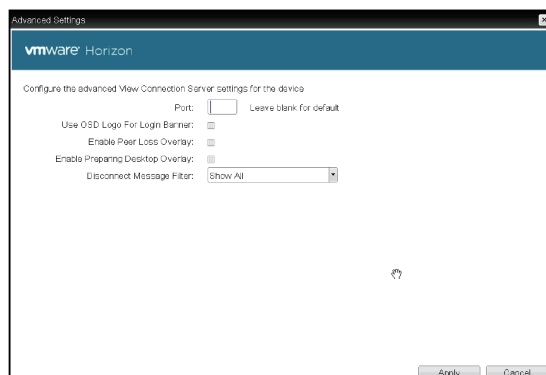 Advanced Settings
vmware® Horizon
Configure the advanced View Connection Server settings for the device
Port: Leave blank for default
Use OSD Logo For Login Banner:
Enable Peer Loss Overlay:
Enable Preparing Desktop Overlay:
Disconnect Message Filter: Show All
Apply Cancel